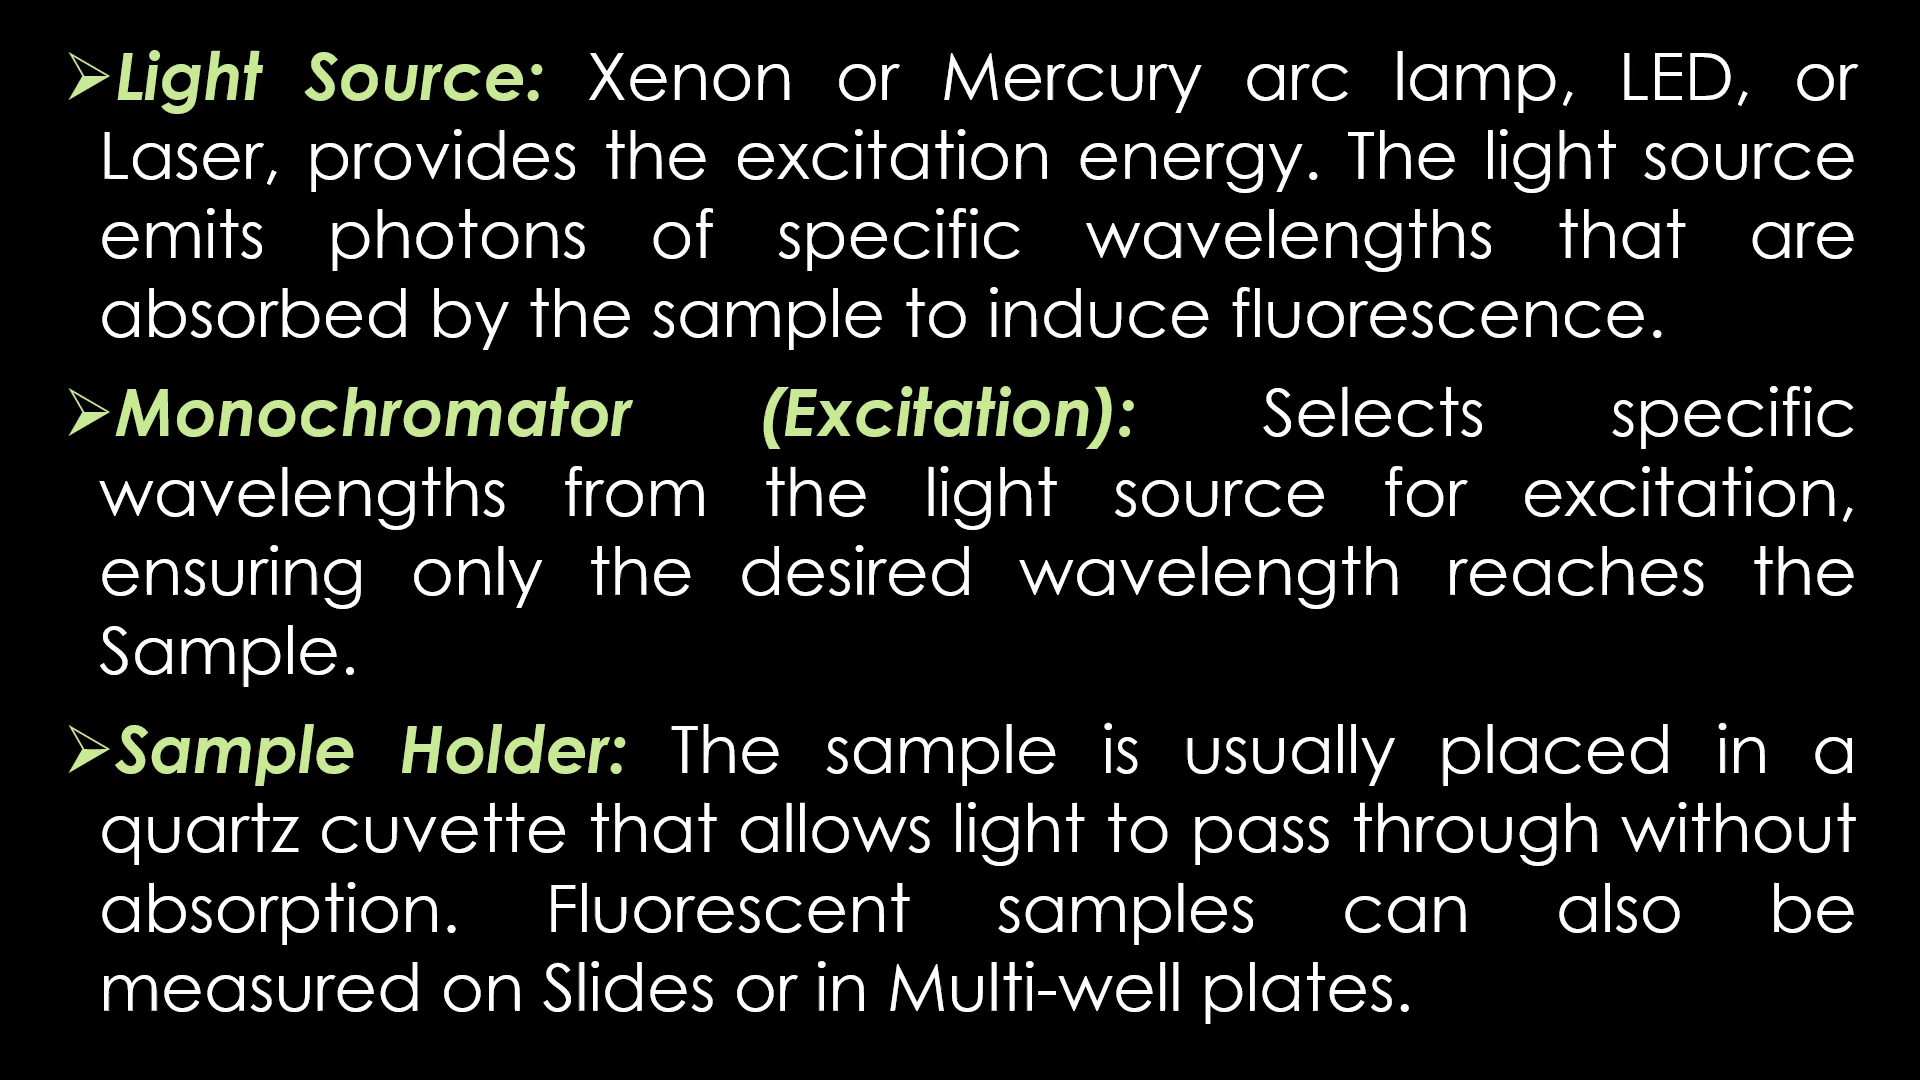 ➢Light Source: Xenon or Mercury arc lamp, LED, or
Laser, provides the excitation energy. The light source
emits photons of specific wavelengths that are
absorbed by the sample to induce fluorescence.
➢Monochromator (Excitation): Selects specific
wavelengths from the light source for excitation,
ensuring only the desired wavelength reaches the
Sample.
➢Sample Holder: The sample is usually placed in a
quartz cuvette that allows light to pass through without
absorption. Fluorescent samples can also be
measured on Slides or in Multi-well plates.